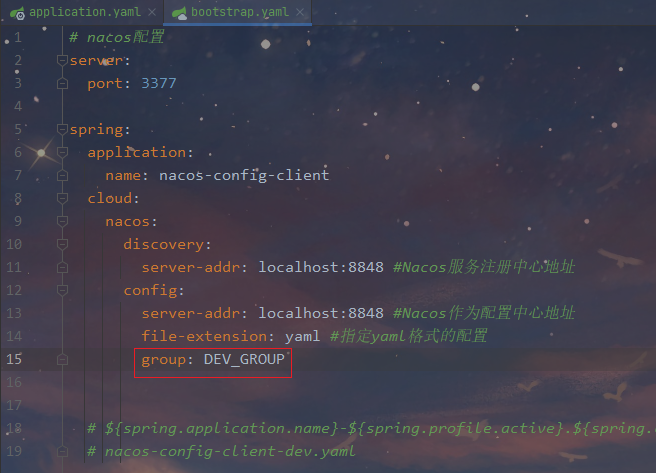 application.yaml bootstrap.yaml
1 # nacos配置
2 server:
3 port: 3377
4
5 spring:
6 application:
7 name: nacos-config-client
8 cloud:
9 nacos:
10 discovery:
11 server-addr: localhost:8848 #Nacos服务注册中心地址
12 config:
13 server-addr: localhost:8848 #Nacos作为配置中心地址
14 file-extension: yaml #指定yaml格式的配置
15 group: DEV_GROUP
16
17
18 # ${spring.application.name}-${spring.profile.active}.${spring.
19 # nacos-config-client-dev.yaml